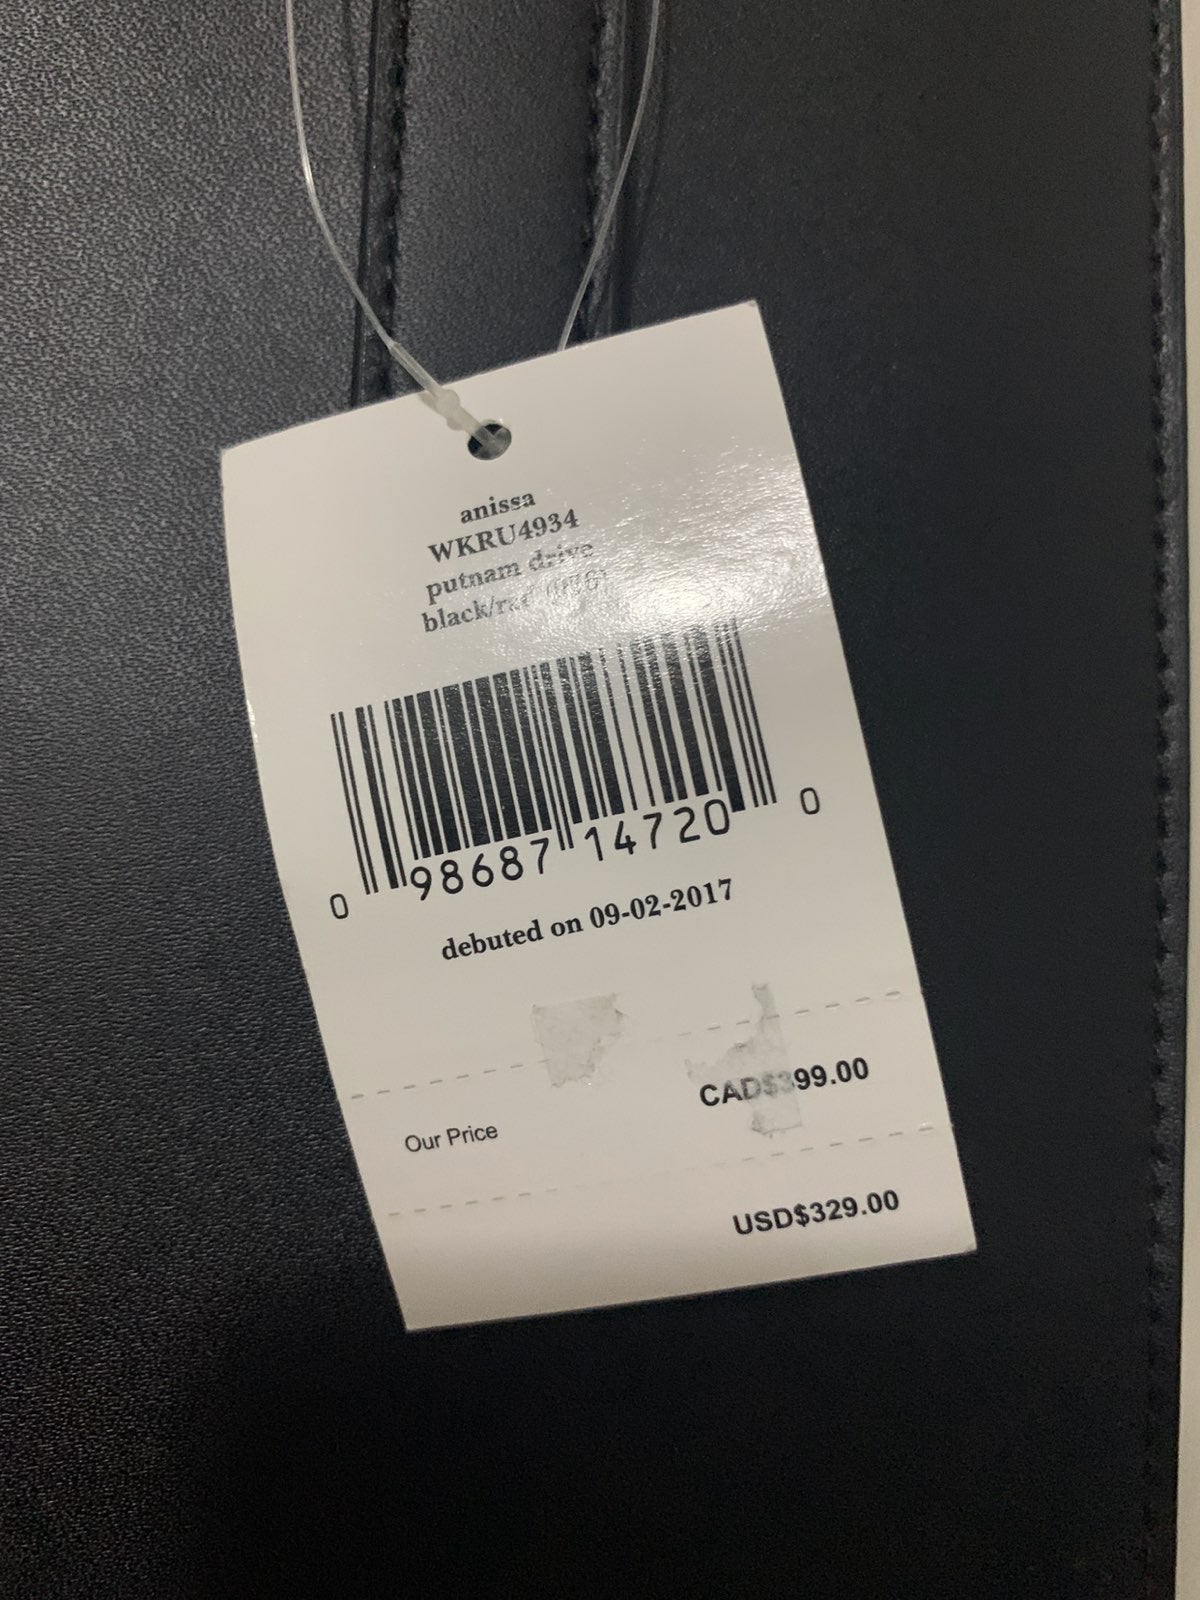 anissa
WKRU4934
putnam drive
0 98687 14720 0
debuted on 09-02-2017
CAD$399.00
Our Price
USD$329.00